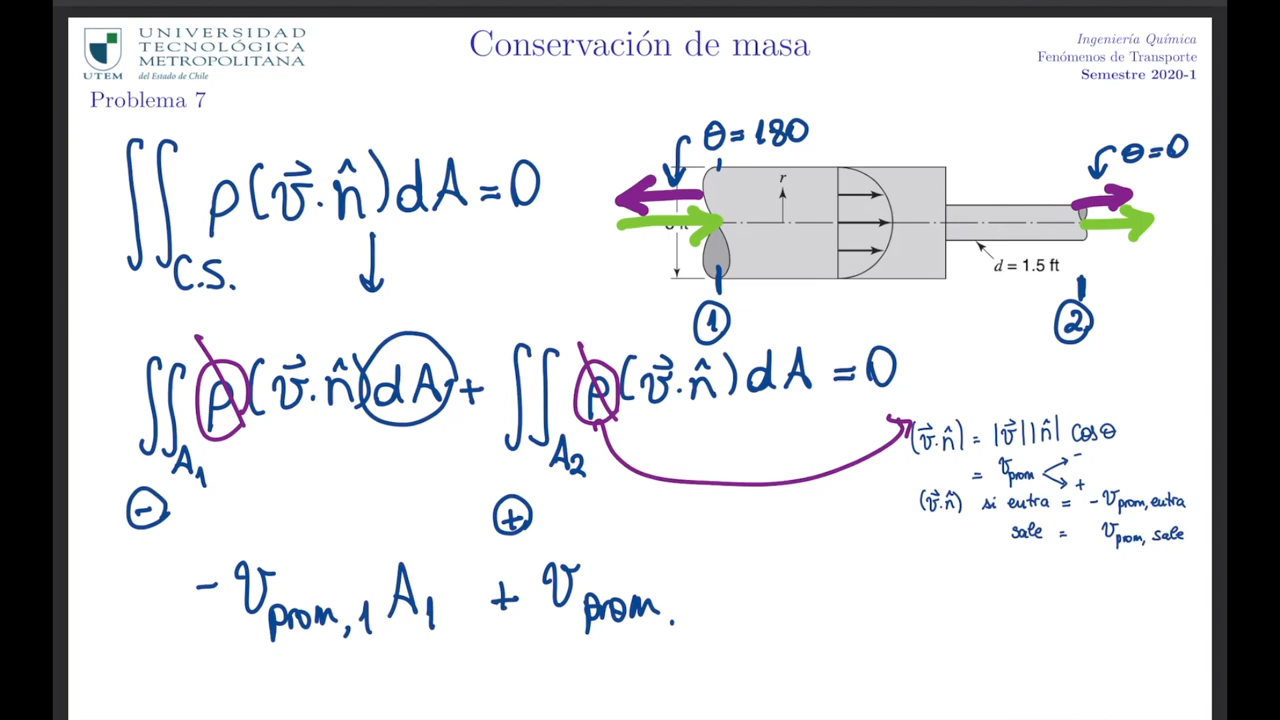 UNIVERSIDAD
TECNOLÓGICA
METROPOLITANA
UTEM del Estado de Chile
Conservación de masa
Ingeniería Química
Fenómenos de Transporte
Semestre 2020-1
Problema 7
∬ ρ(v⃗.n̂)dA=0
C.S.
θ=180
θ=0
r
d = 1.5 ft
1
2
∬ ρ(v⃗.n̂)dA + ∬ ρ(v⃗.n̂)dA =0
A1 A2
- +
(v⃗.n̂) = |v⃗||n̂| cosθ
= vprom < - +
(v⃗.n̂) si entra = -vprom,entra
sale = vprom, sale
- vprom,1 A1 + vprom.